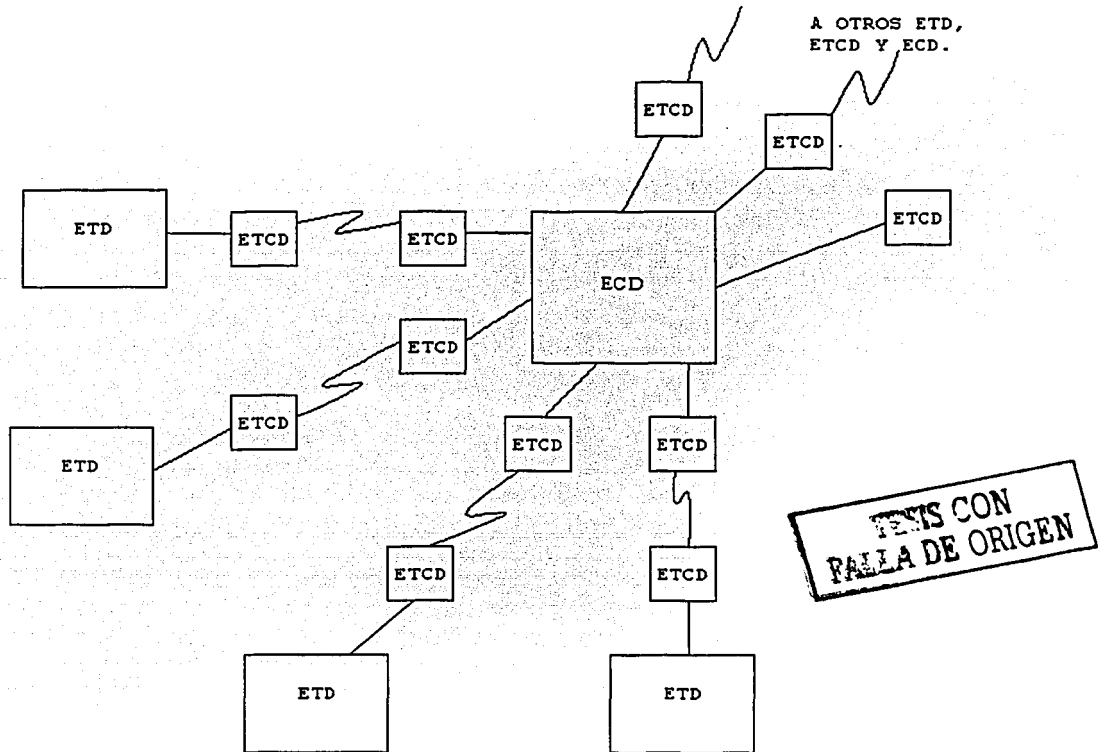 A OTROS ETD,
ETCD Y ECD.
ETCD
ETCD
ETCD
ETD
ETCD
ETCD
ECD
ETCD
ETCD
ETD
ETCD
ETCD
ETCD
ETCD
ETD
ETD
TESIS CON
FALLA DE ORIGEN